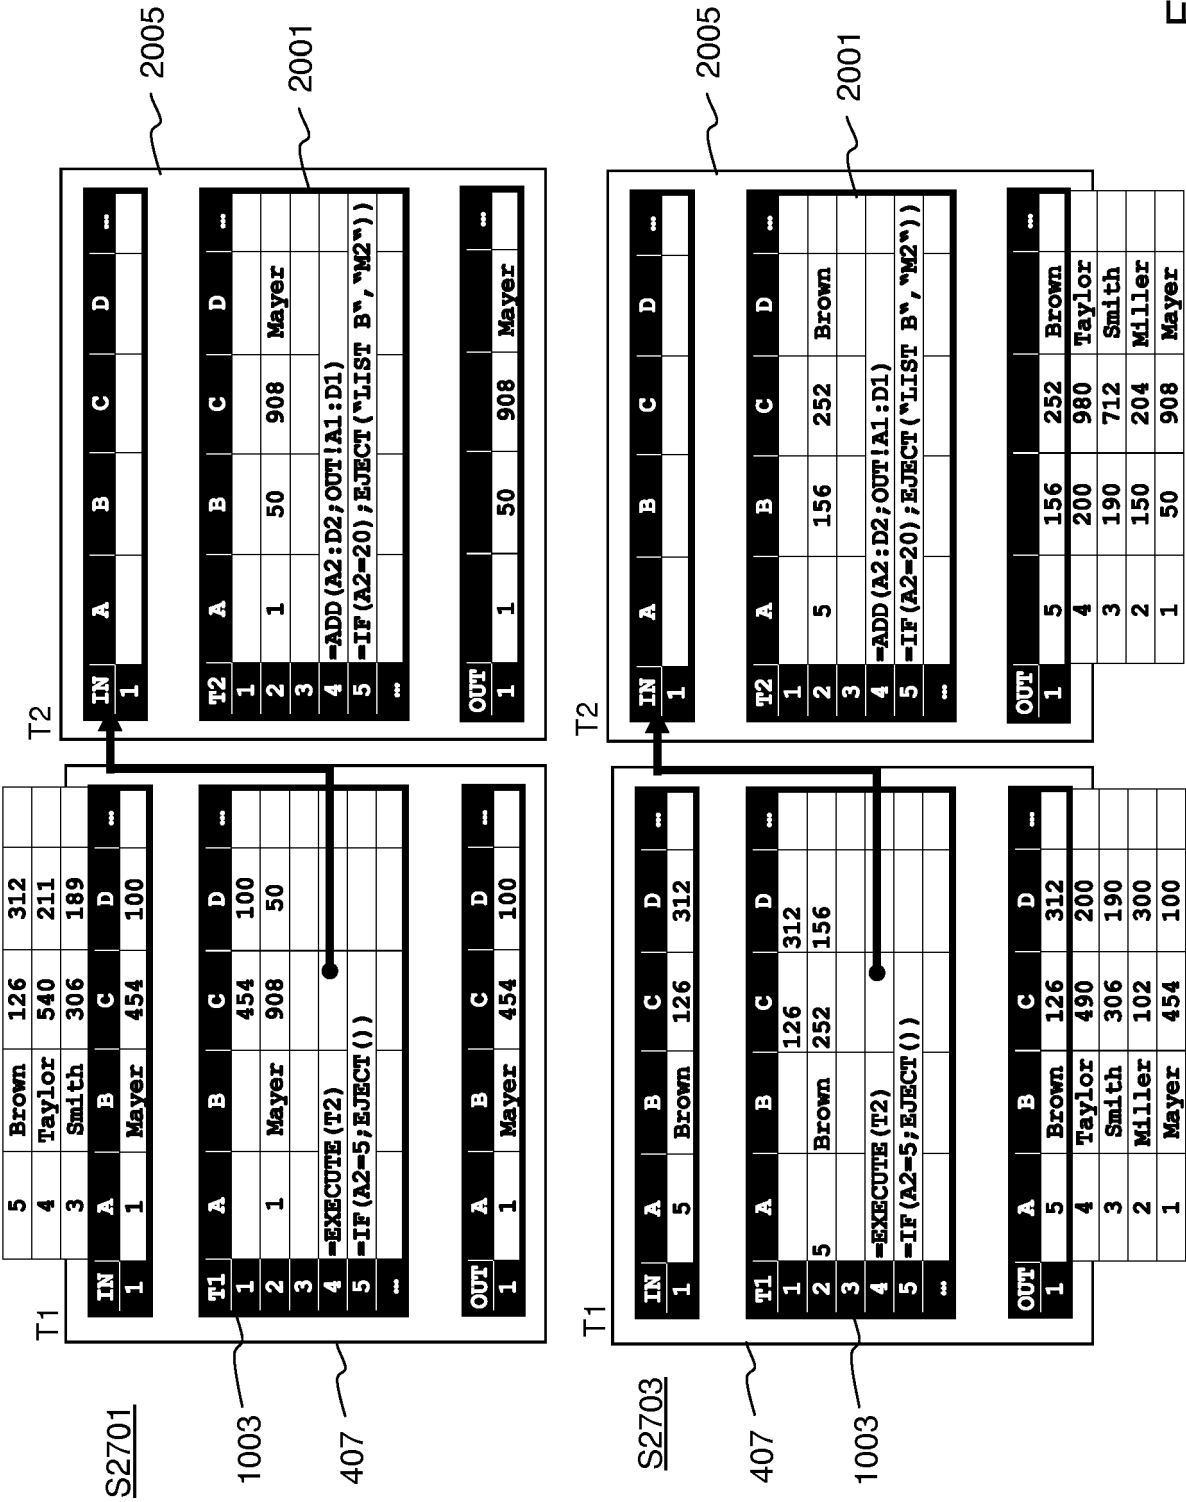 S2701
1003
407
T1
5 Brown 126 312
4 Taylor 540 211
3 Smith 306 189
IN A B C D ...
1 1 Mayer 454 100
T1 A B C D ...
1 454 100
2 1 Mayer 908 50
3
4 =EXECUTE(T2)
5 =IF(A2=5;EJECT())
...
OUT A B C D ...
1 1 Mayer 454 100
T2
2005
2001
IN A B C D ...
1
T2 A B C D ...
1
2 1 50 908 Mayer
3
4 =ADD(A2:D2;OUT!A1:D1)
5 =IF(A2=20);EJECT("LIST B","M2"))
...
OUT ...
1 1 50 908 Mayer
S2703
407
1003
T1
IN A B C D ...
1 5 Brown 126 312
T1 A B C D ...
1 126 312
2 5 Brown 252 156
3
4 =EXECUTE(T2)
5 =IF(A2=5;EJECT())
...
OUT A B C D ...
1 5 Brown 126 312
4 Taylor 490 200
3 Smith 306 190
2 Miller 102 300
1 Mayer 454 100
T2
2005
2001
IN A B C D ...
1
T2 A B C D ...
1
2 5 156 252 Brown
3
4 =ADD(A2:D2;OUT!A1:D1)
5 =IF(A2=20);EJECT("LIST B","M2"))
...
OUT ...
1 5 156 252 Brown
4 200 980 Taylor
3 190 712 Smith
2 150 204 Miller
1 50 908 Mayer